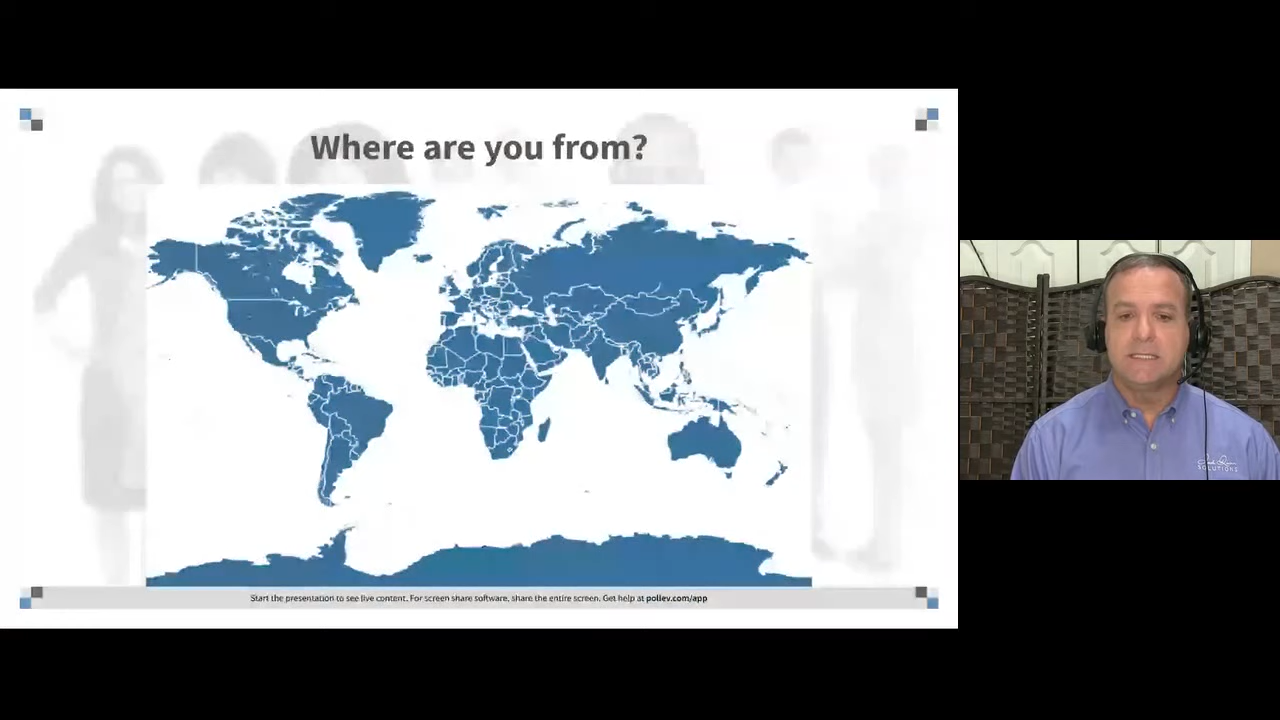 Where are you from?
Start the presentation to see live content. For screen share software, share the entire screen. Get help at pollev.com/app
SOLUTIONS